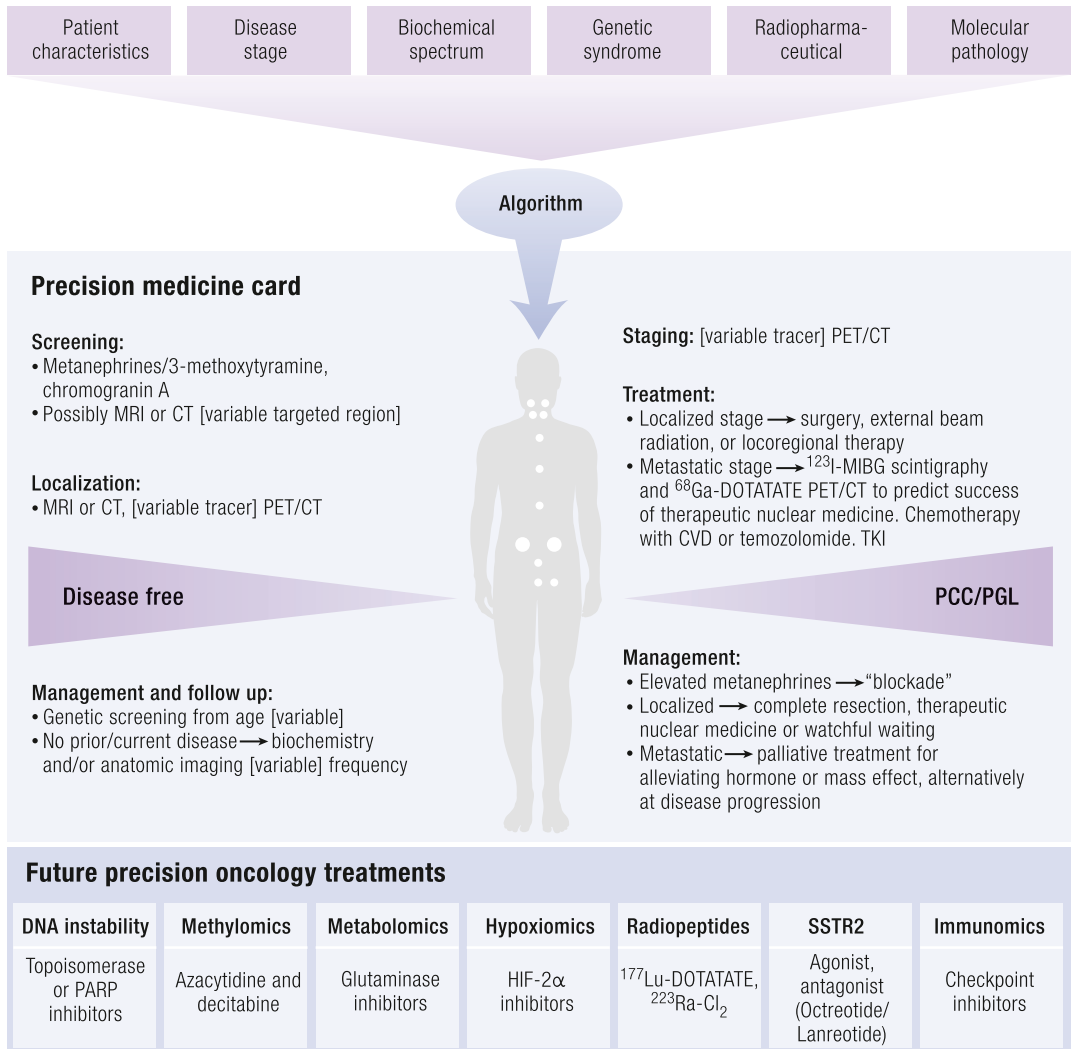 Patient
characteristics
Disease
stage
Biochemical
spectrum
Genetic
syndrome
Radiopharma-
ceutical
Molecular
pathology
Algorithm
Precision medicine card
Screening:
• Metanephrines/3-methoxytyramine,
chromogranin A
• Possibly MRI or CT [variable targeted region]
Localization:
• MRI or CT, [variable tracer] PET/CT
Disease free
Management and follow up:
• Genetic screening from age [variable]
• No prior/current disease → biochemistry
and/or anatomic imaging [variable] frequency
Staging: [variable tracer] PET/CT
Treatment:
• Localized stage → surgery, external beam
radiation, or locoregional therapy
• Metastatic stage → ¹²³I-MIBG scintigraphy
and ⁶⁸Ga-DOTATATE PET/CT to predict success
of therapeutic nuclear medicine. Chemotherapy
with CVD or temozolomide. TKI
PCC/PGL
Management:
• Elevated metanephrines → “blockade”
• Localized → complete resection, therapeutic
nuclear medicine or watchful waiting
• Metastatic → palliative treatment for
alleviating hormone or mass effect, alternatively
at disease progression
Future precision oncology treatments
DNA instability
Topoisomerase
or PARP
inhibitors
Methylomics
Azacytidine and
decitabine
Metabolomics
Glutaminase
inhibitors
Hypoxiomics
HIF-2α
inhibitors
Radiopeptides
¹⁷⁷Lu-DOTATATE,
²²³Ra-Cl₂
SSTR2
Agonist,
antagonist
(Octreotide/
Lanreotide)
Immunomics
Checkpoint
inhibitors